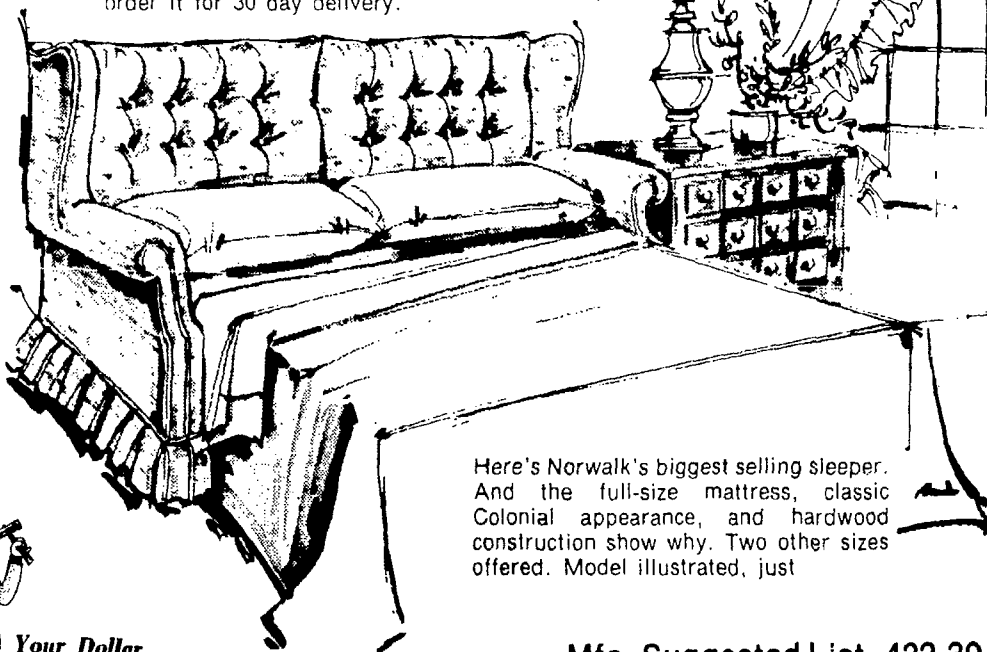 order it for 30 day delivery.
Here's Norwalk's biggest selling sleeper.
And the full-size mattress, classic
Colonial appearance, and hardwood
construction show why. Two other sizes
offered. Model illustrated, just
Your Dollar
Mfg. Suggested List